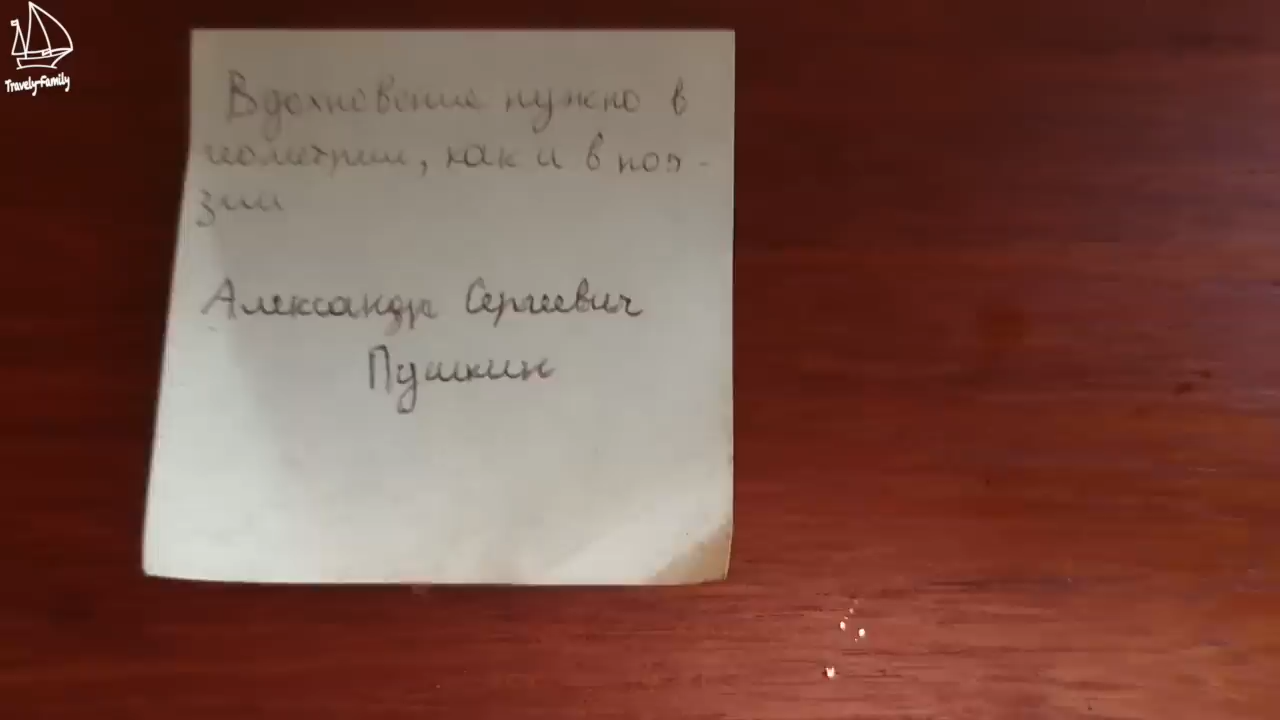 Travely-Family
Вдохновение нужно в
геометрии, как и в поэ-
зии
Александр Сергеевич
Пушкин